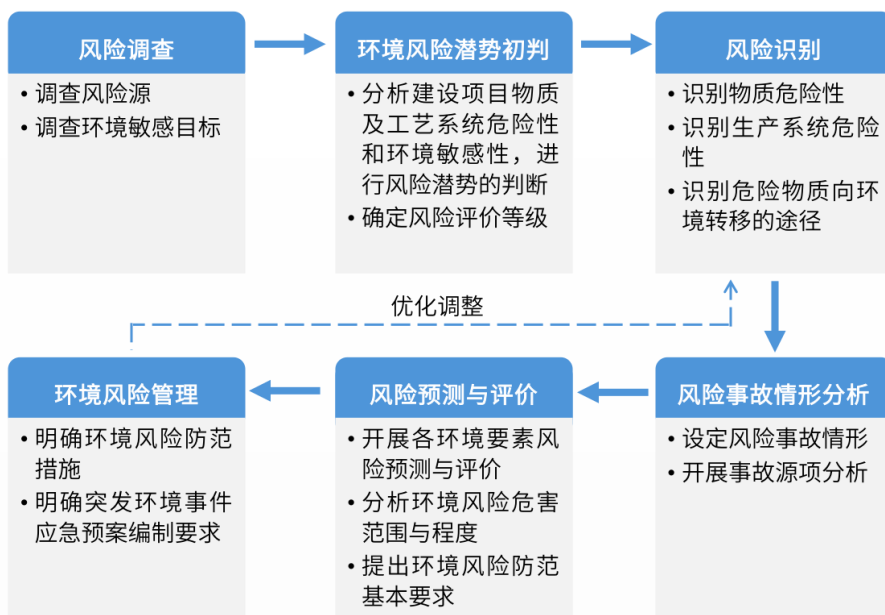 风险调查
• 调查风险源
• 调查环境敏感目标
环境风险潜势初判
• 分析建设项目物质
及工艺系统危险性
和环境敏感性，进
行风险潜势的判断
• 确定风险评价等级
风险识别
• 识别物质危险性
• 识别生产系统危险
性
• 识别危险物质向环
境转移的途径
优化调整
环境风险管理
• 明确环境风险防范
措施
• 明确突发环境事件
应急预案编制要求
风险预测与评价
• 开展各环境要素风
险预测与评价
• 分析环境风险危害
范围与程度
• 提出环境风险防范
基本要求
风险事故情形分析
• 设定风险事故情形
• 开展事故源项分析